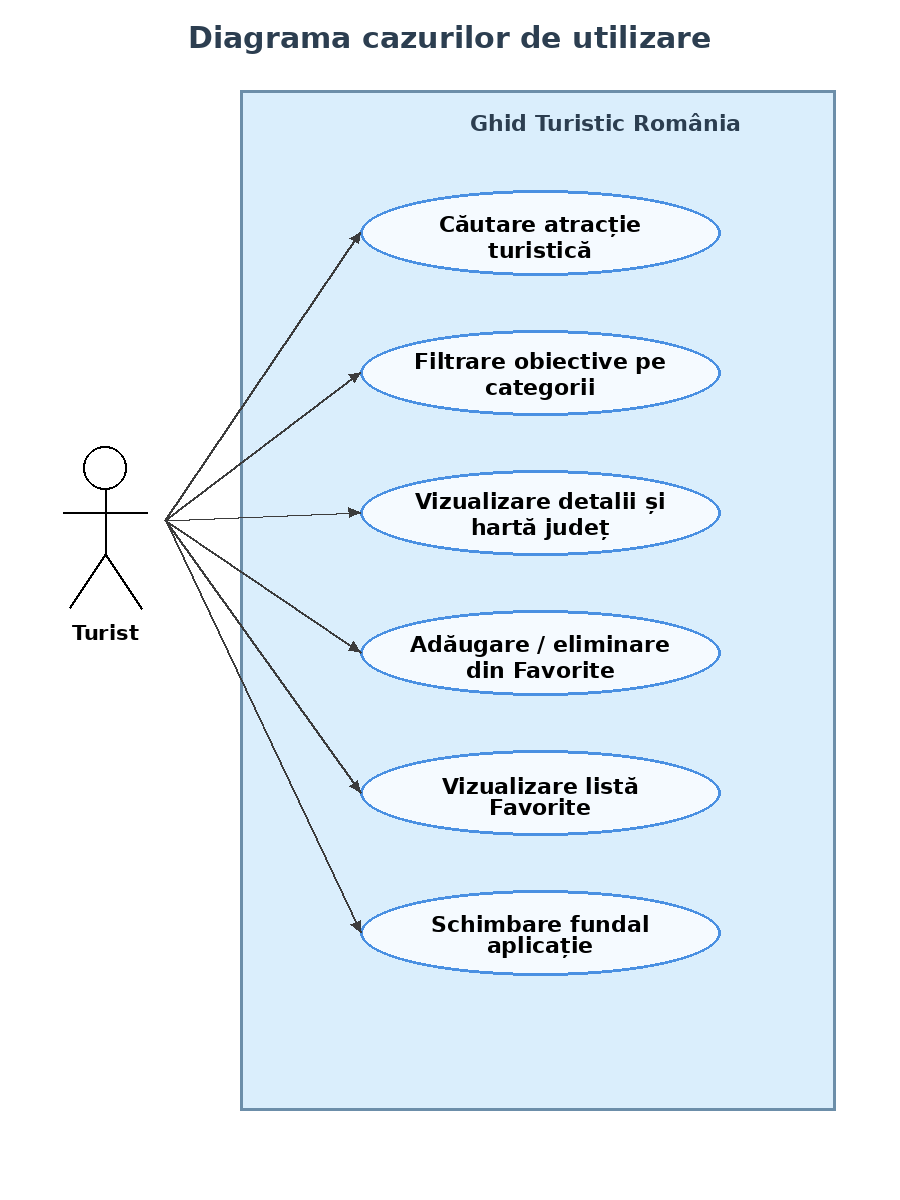 Diagrama cazurilor de utilizare
Ghid Turistic România
Căutare atracție
turistică
Filtrare obiective pe
categorii
Vizualizare detalii și
hartă județ
Adăugare / eliminare
din Favorite
Vizualizare listă
Favorite
Schimbare fundal
aplicație
Turist